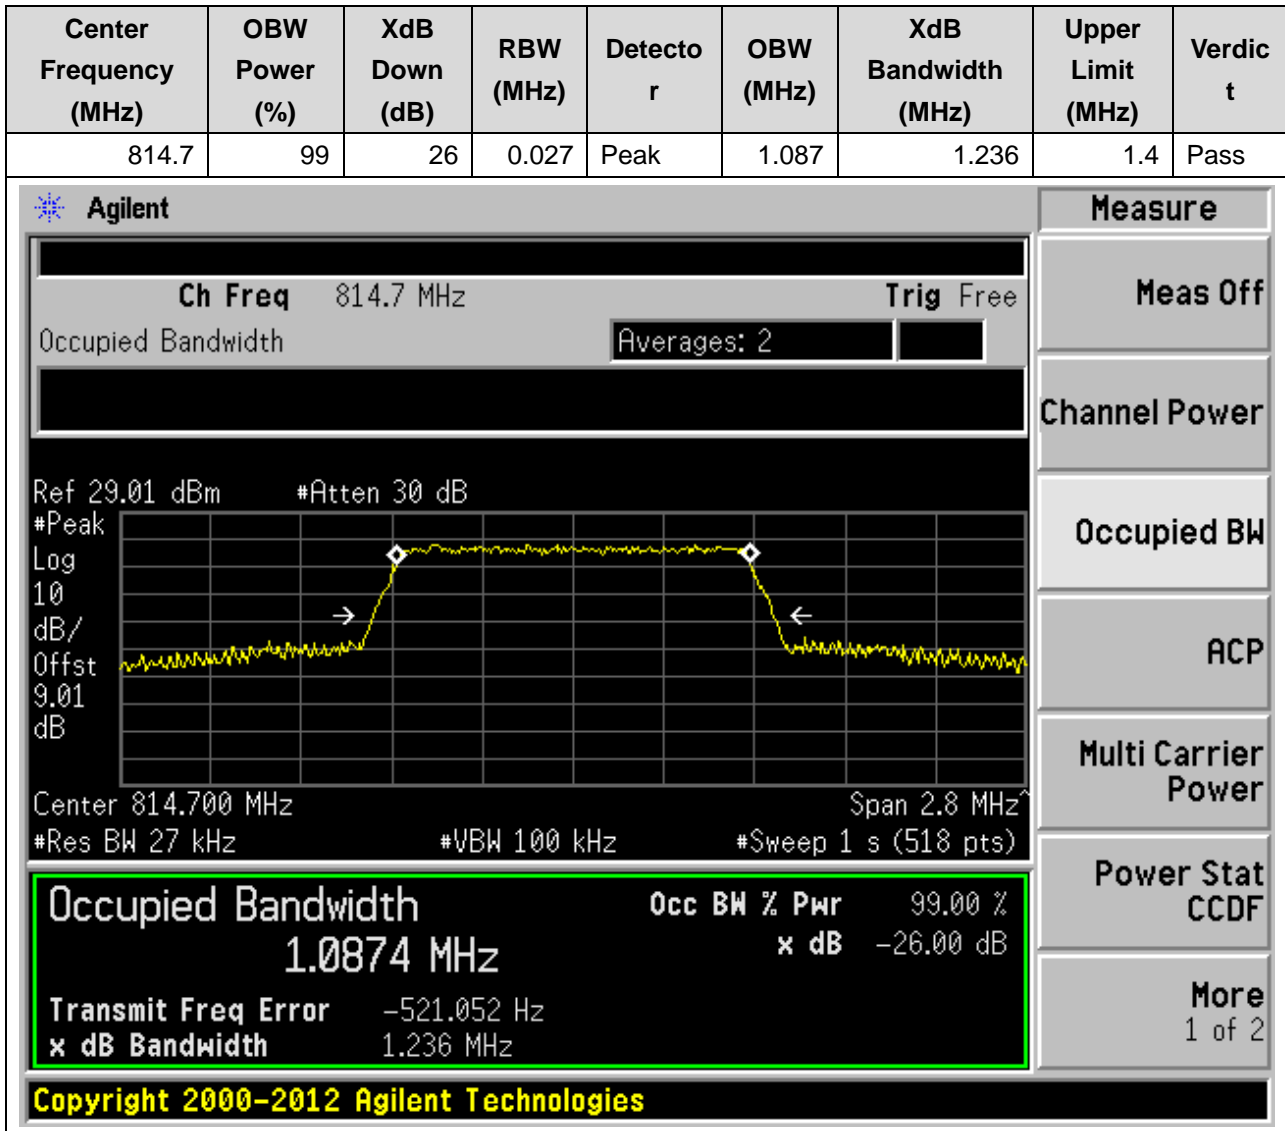 Center Frequency (MHz) OBW Power (%) XdB Down (dB) RBW (MHz) Detecto r OBW (MHz) XdB Bandwidth (MHz) Upper Limit (MHz) Verdic t
814.7 99 26 0.027 Peak 1.087 1.236 1.4 Pass
Agilent
Measure
Ch Freq 814.7 MHz Trig Free
Occupied Bandwidth Averages: 2
Ref 29.01 dBm #Atten 30 dB
#Peak
Log
10
dB/
Offst
9.01
dB
Center 814.700 MHz Span 2.8 MHz^
#Res BW 27 kHz #VBW 100 kHz #Sweep 1 s (518 pts)
Occupied Bandwidth Occ BW % Pwr 99.00 %
1.0874 MHz x dB -26.00 dB
Transmit Freq Error -521.052 Hz
x dB Bandwidth 1.236 MHz
Meas Off
Channel Power
Occupied BW
ACP
Multi Carrier
Power
Power Stat
CCDF
More
1 of 2
Copyright 2000-2012 Agilent Technologies